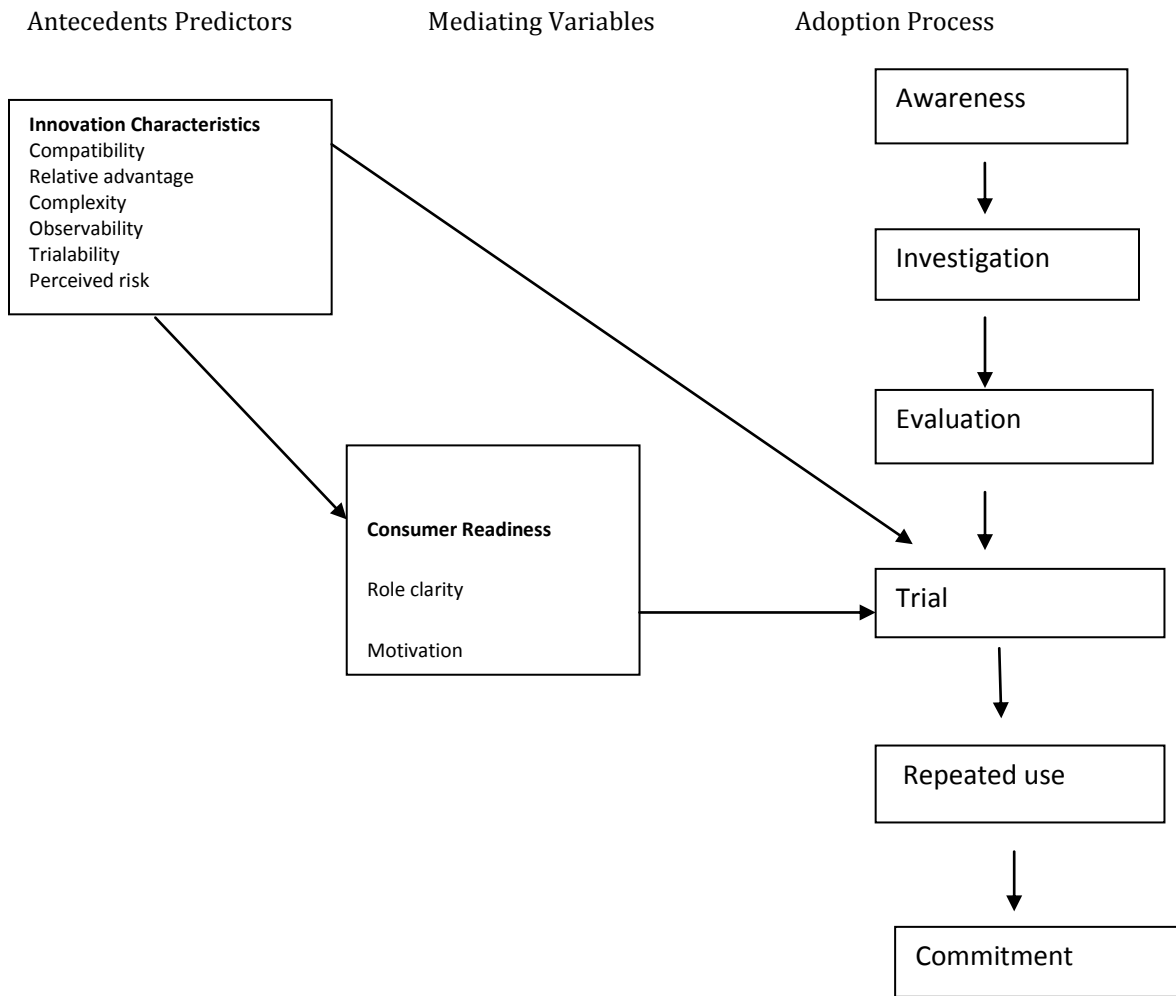 Antecedents Predictors
Mediating Variables
Adoption Process
Innovation Characteristics
Compatibility
Relative advantage
Complexity
Observability
Trialability
Perceived risk
Consumer Readiness
Role clarity
Motivation
Awareness
Investigation
Evaluation
Trial
Repeated use
Commitment